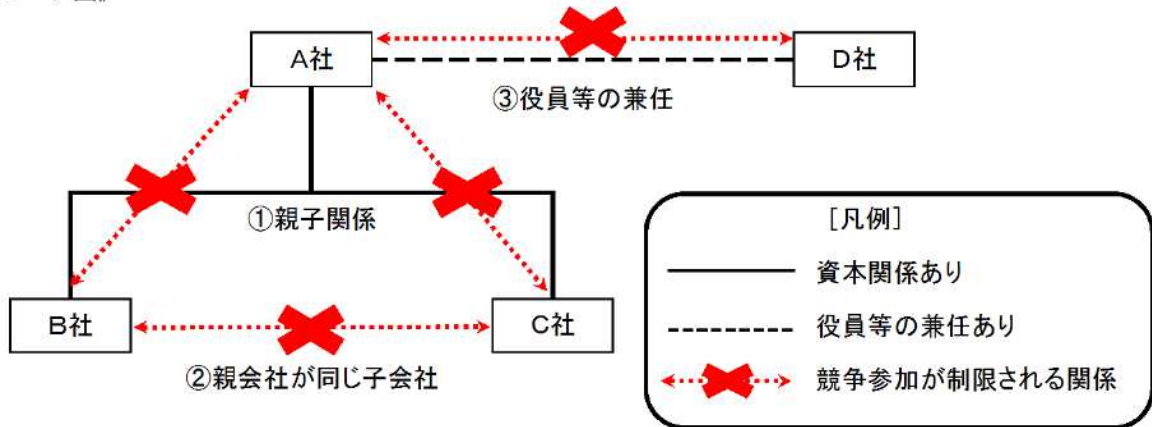 A社
D社
③役員等の兼任
①親子関係
B社
C社
②親会社が同じ子会社
［凡例］
資本関係あり
役員等の兼任あり
競争参加が制限される関係